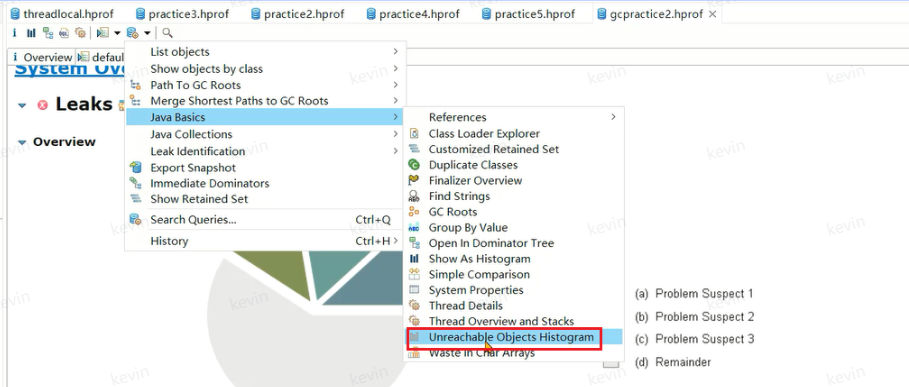 threadlocal.hprof practice3.hprof practice2.hprof practice4.hprof practice5.hprof gcpractice2.hprof
i Overview default
System Ov
Leaks
Overview
List objects
Show objects by class
Path To GC Roots
Merge Shortest Paths to GC Roots
Java Basics
Java Collections
Leak Identification
Export Snapshot
Immediate Dominators
Show Retained Set
Search Queries... Ctrl+Q
History Ctrl+H
References
Class Loader Explorer
Customized Retained Set
Duplicate Classes
Finalizer Overview
Find Strings
GC Roots
Group By Value
Open In Dominator Tree
Show As Histogram
Simple Comparison
System Properties
Thread Details
Thread Overview and Stacks
Unreachable Objects Histogram
Waste In Char Arrays
(a) Problem Suspect 1
(b) Problem Suspect 2
(c) Problem Suspect 3
(d) Remainder
kevin
kevin
kevin
kevin
kevin
kevin
kevin
kevin
kevin
kevin
kevin
kevin